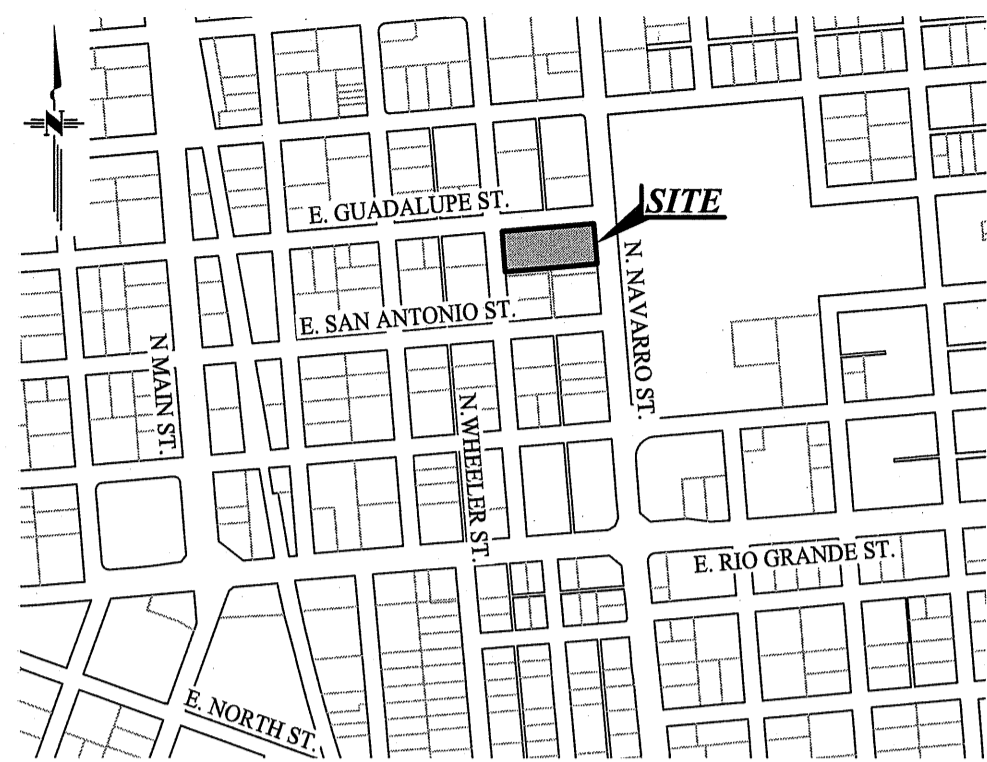 N
E. GUADALUPE ST.
SITE
N. NAVARRO ST.
E. SAN ANTONIO ST.
N MAIN ST.
N. WHEELER ST.
E. RIO GRANDE ST.
E. NORTH ST.